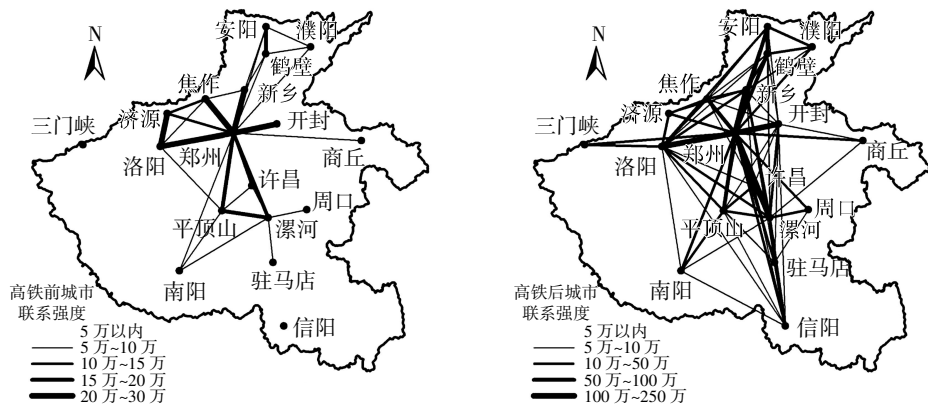 N
安阳
濮阳
鹤壁
焦作
新乡
济源
开封
三门峡
洛阳
郑州
商丘
许昌
周口
平顶山
漯河
驻马店
南阳
信阳
高铁前城市
联系强度
5 万以内
5 万~10 万
10 万~15 万
15 万~20 万
20 万~30 万
N
安阳
濮阳
鹤壁
焦作
新乡
济源
开封
三门峡
洛阳
郑州
商丘
许昌
周口
平顶山
漯河
驻马店
南阳
信阳
高铁后城市
联系强度
5 万以内
5~10 万
10~50 万
50~100 万
100~250 万